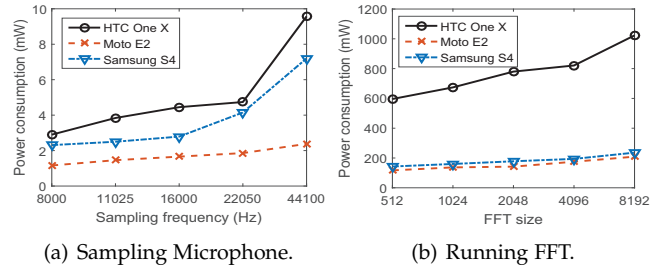 10
8
6
4
2
0
Power consumption (mW)
HTC One X
Moto E2
Samsung S4
8000 11025 16000 22050 44100
Sampling frequency (Hz)
(a) Sampling Microphone.
1200
1000
800
600
400
200
0
Power consumption (mW)
HTC One X
Moto E2
Samsung S4
512 1024 2048 4096 8192
FFT size
(b) Running FFT.